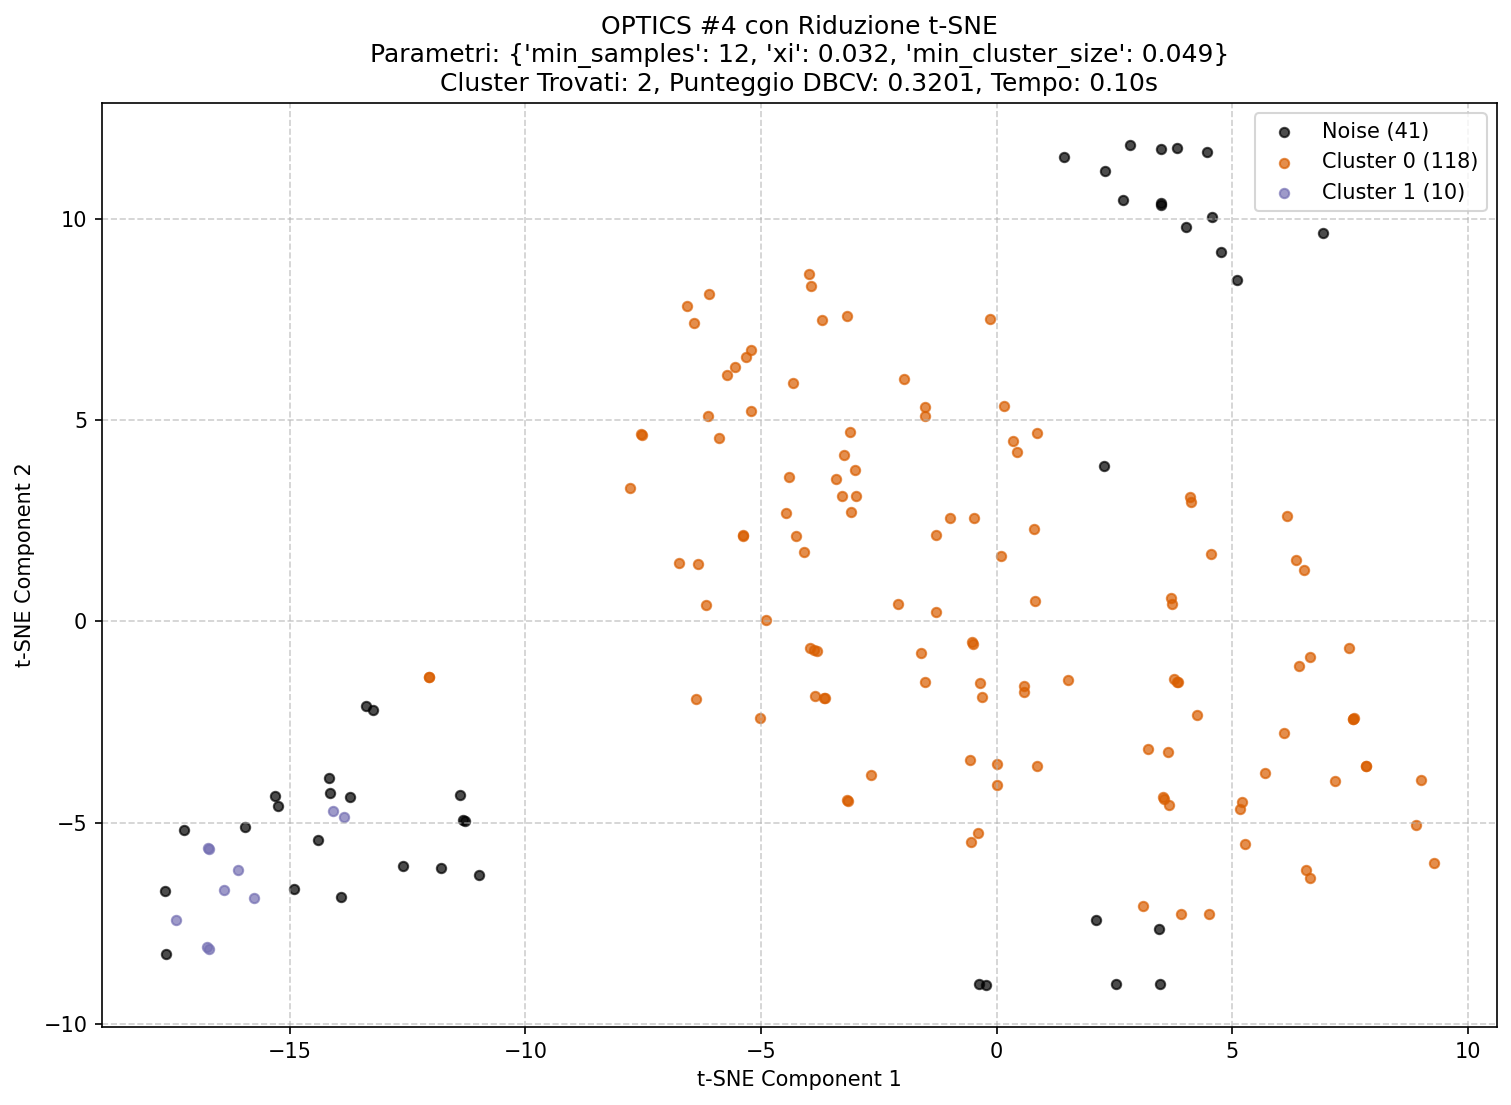 OPTICS #4 con Riduzione t-SNE
Parametri: {'min_samples': 12, 'xi': 0.032, 'min_cluster_size': 0.049}
Cluster Trovati: 2, Punteggio DBCV: 0.3201, Tempo: 0.10s
Noise (41)
Cluster 0 (118)
Cluster 1 (10)
10
5
0
−5
−10
t-SNE Component 2
−15
−10
−5
0
5
10
t-SNE Component 1